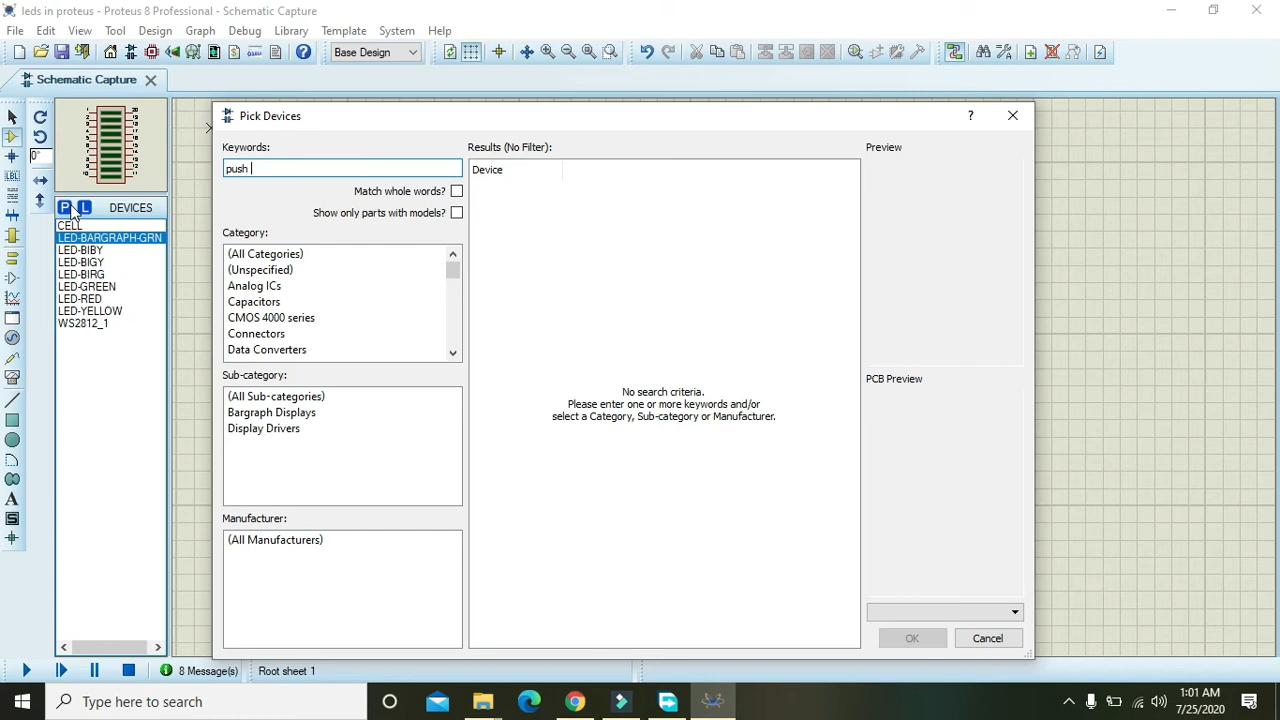 leds in proteus - Proteus 8 Professional - Schematic Capture
File Edit View Tool Design Graph Debug Library Template System Help
Base Design
Schematic Capture
Pick Devices
Keywords:
push
Match whole words?
Show only parts with models?
Category:
(All Categories)
(Unspecified)
Analog ICs
Capacitors
CMOS 4000 series
Connectors
Data Converters
Sub-category:
(All Sub-categories)
Bargraph Displays
Display Drivers
Manufacturer:
(All Manufacturers)
Results (No Filter):
Device
No search criteria.
Please enter one or more keywords and/or
select a Category, Sub-category or Manufacturer.
Preview
PCB Preview
OK Cancel
0°
LBL
P L DEVICES
CELL
LED-BARGRAPH-GRN
LED-BIBY
LED-BIGY
LED-BIRG
LED-GREEN
LED-RED
LED-YELLOW
WS2812_1
8 Message(s) Root sheet 1
Type here to search
1:01 AM
7/25/2020